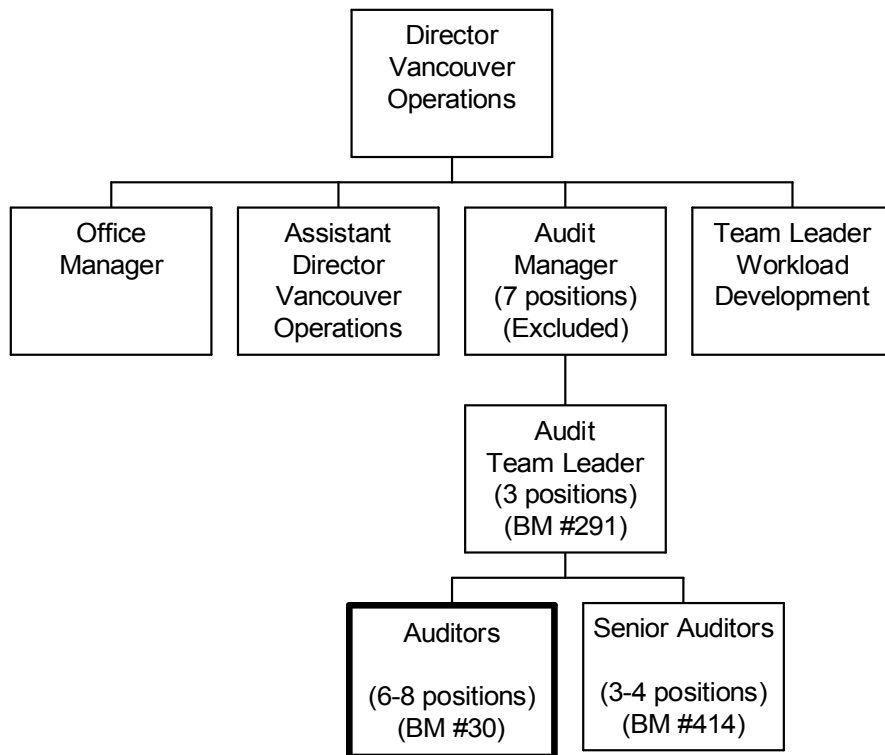 Director
Vancouver
Operations
Office
Manager
Assistant
Director
Vancouver
Operations
Audit
Manager
(7 positions)
(Excluded)
Team Leader
Workload
Development
Audit
Team Leader
(3 positions)
(BM #291)
Auditors
(6-8 positions)
(BM #30)
Senior Auditors
(3-4 positions)
(BM #414)